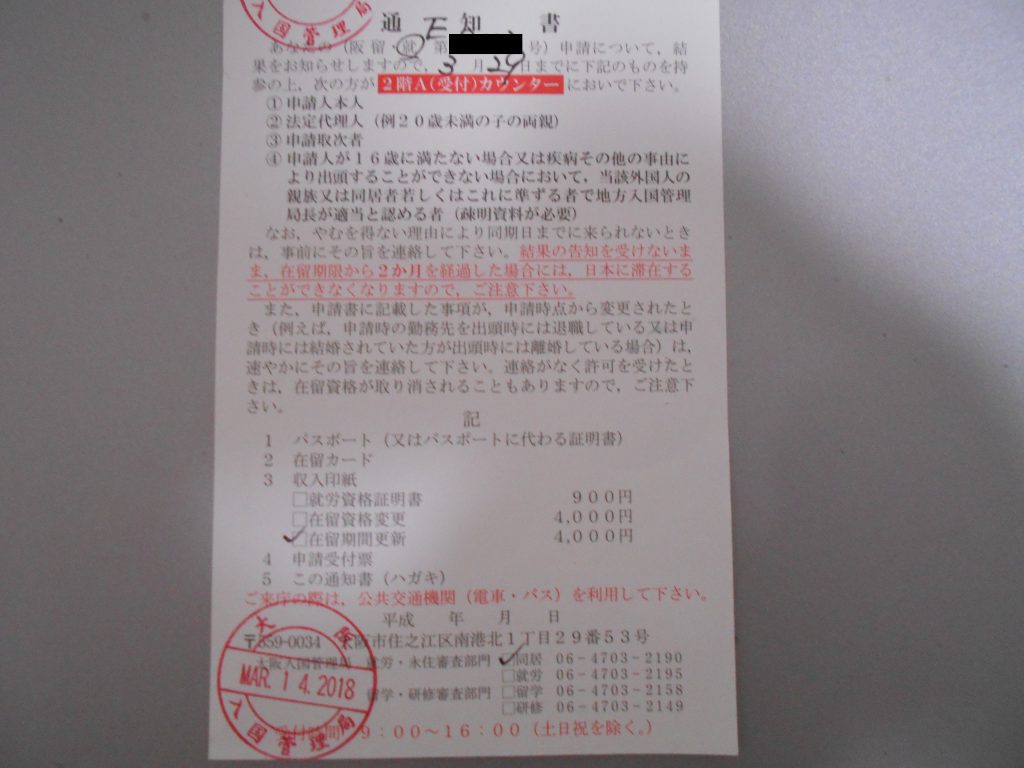 入国管理局
通知書
E
あなたの（阪留・就 第 号）申請について，結
果をお知らせしますので，3月29日までに下記のものを持
参の上，次の方が２階Ａ（受付）カウンターにおいで下さい。
①申請人本人
②法定代理人（例２０歳未満の子の両親）
③申請取次者
④申請人が１６歳に満たない場合又は疾病その他の事由に
より出頭することができない場合において，当該外国人の
親族又は同居者若しくはこれに準ずる者で地方入国管理
局長が適当と認める者（疎明資料が必要）
なお、やむを得ない理由により同期日までに来られないとき
は，事前にその旨を連絡して下さい。結果の告知を受けないま
ま，在留期限から２か月を経過した場合には，日本に滞在する
ことができなくなりますので，ご注意下さい。
また，申請書に記載した事項が，申請時点から変更されたと
き（例えば，申請時の勤務先を出頭時には退職している又は申
請時には結婚されていた方が出頭時には離婚している場合）は，
速やかにその旨を連絡して下さい。連絡がなく許可を受けたと
きは，在留資格が取り消されることもありますので，ご注意下
さい。
記
１ パスポート（又はパスポートに代わる証明書）
２ 在留カード
３ 収入印紙
□就労資格証明書 ９００円
□在留資格変更 ４，０００円
☑在留期間更新 ４，０００円
４ 申請受付票
５ この通知書（ハガキ）
ご来庁の際は，公共交通機関（電車・バス）を利用して下さい。
平成 年 月 日
〒559-0034 大阪市住之江区南港北１丁目２９番５３号
大阪入国管理局 就労・永住審査部門 ☑同居 ０６－４７０３－２１９０
□就労 ０６－４７０３－２１９５
留学・研修審査部門 □留学 ０６－４７０３－２１５８
□研修 ０６－４７０３－２１４９
受付時間 ９：００～１６：００（土日祝を除く。）
大阪
MAR. 14. 2018
入国管理局